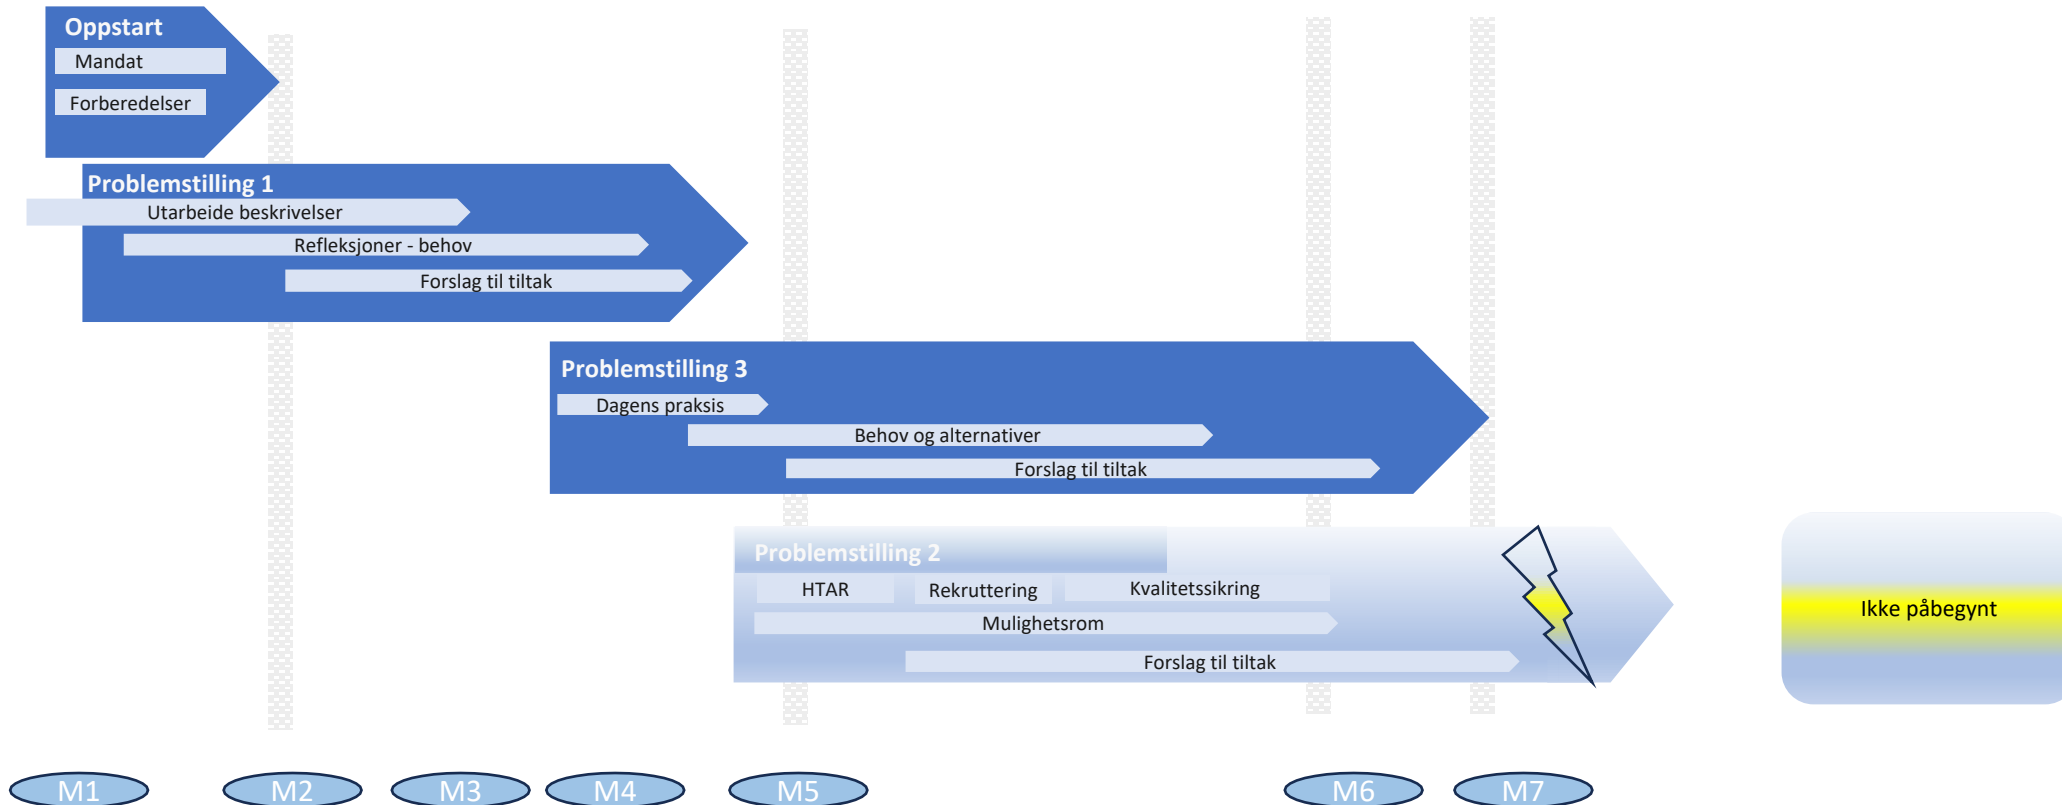 Oppstart
Mandat
Forberedelser
Problemstilling 1
Utarbeide beskrivelser
Refleksjoner - behov
Forslag til tiltak
Problemstilling 3
Dagens praksis
Behov og alternativer
Forslag til tiltak
Problemstilling 2
HTAR
Rekruttering
Kvalitetssikring
Mulighetsrom
Forslag til tiltak
Ikke påbegynt
M1
M2
M3
M4
M5
M6
M7